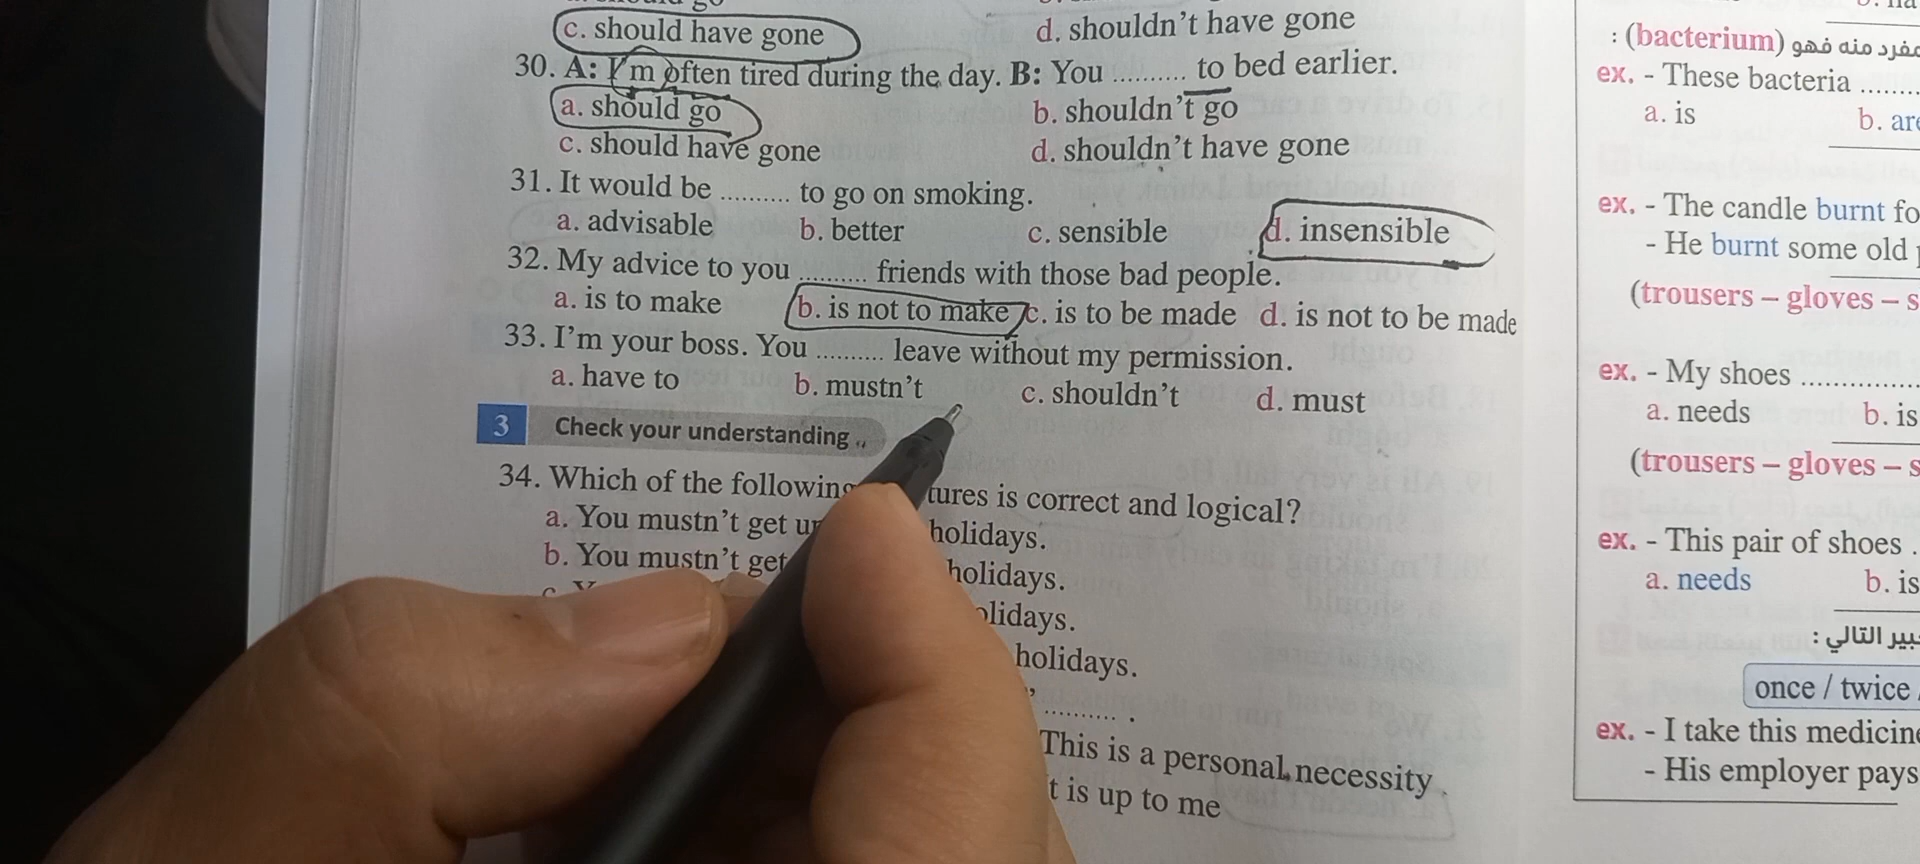 c. should have gone d. shouldn't have gone
30. A: I'm often tired during the day. B: You .......... to bed earlier.
a. should go b. shouldn't go
c. should have gone d. shouldn't have gone
31. It would be .......... to go on smoking.
a. advisable b. better c. sensible d. insensible
32. My advice to you .......... friends with those bad people.
a. is to make b. is not to make c. is to be made d. is not to be made
33. I'm your boss. You .......... leave without my permission.
a. have to b. mustn't c. shouldn't d. must
3 Check your understanding
34. Which of the following is correct and logical?
a. You mustn't get holidays.
b. You mustn't get holidays.
holidays.
.......... .
This is a personal necessity
is up to me
: (bacterium) منه فهو
ex. - These bacteria ........
a. is b.
ex. - The candle burnt
- He burnt some old
(trousers – gloves –
ex. - My shoes ..............
a. needs b. is
(trousers – gloves –
ex. - This pair of shoes .
a. needs b. is
التالي :
once / twice
ex. - I take this
- His employer pays